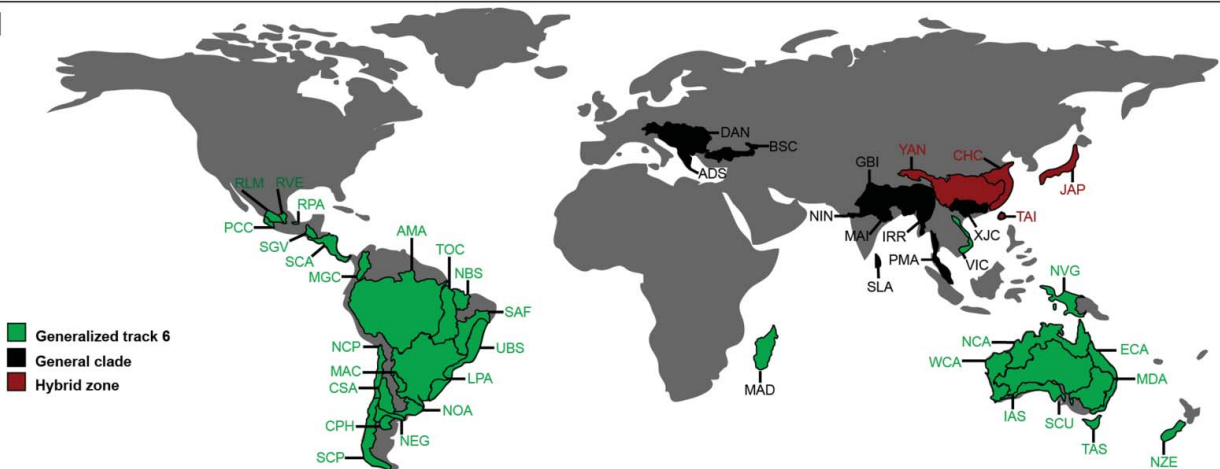 DAN
BSC
ADS
YAN
CHC
GBI
JAP
RLM RVE
RPA
NIN
TAI
PCC
MAI IRR
XJC
SGV
AMA
SCA
TOC
PMA
VIC
MGC
NBS
SLA
NVG
SAF
Generalized track 6
General clade
Hybrid zone
NCP
UBS
NCA
ECA
WCA
MAC
CSA
LPA
MAD
MDA
NOA
IAS
SCU
CPH
NEG
TAS
SCP
NZE